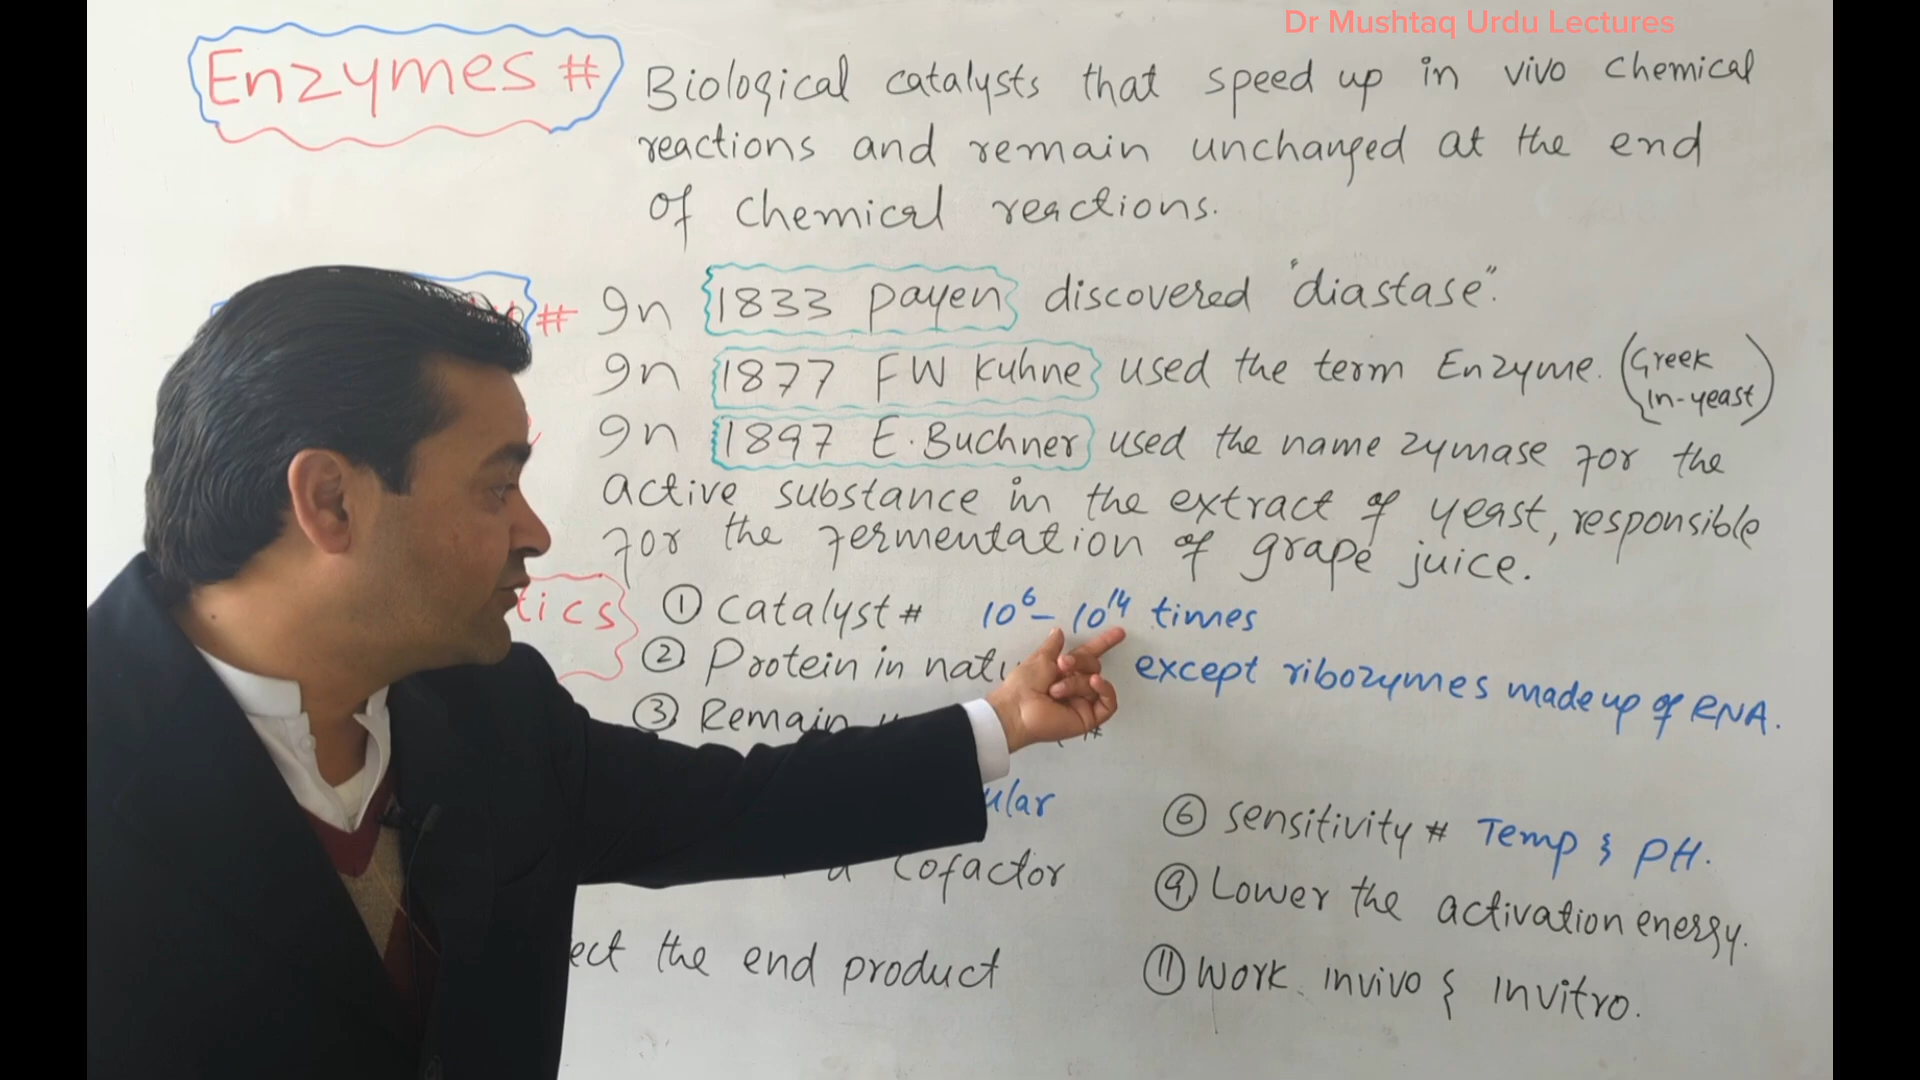 Dr Mushtaq Urdu Lectures
Enzymes # Biological catalysts that speed up in vivo chemical
reactions and remain unchanged at the end
of chemical reactions.
# In 1833 Payen discovered "diastase".
In 1877 FW Kuhne used the term Enzyme. (Greek
in-yeast)
In 1897 E. Buchner used the name zymase for the
active substance in the extract of yeast, responsible
for the fermentation of grape juice.
tics ① Catalyst # 10⁶ – 10¹⁴ times
② Protein in natu except ribozymes made up of RNA.
③ Remain
ular ⑥ Sensitivity # Temp & PH.
a Cofactor ⑨ Lower the activation energy.
ect the end product ⑪ Work invivo & invitro.